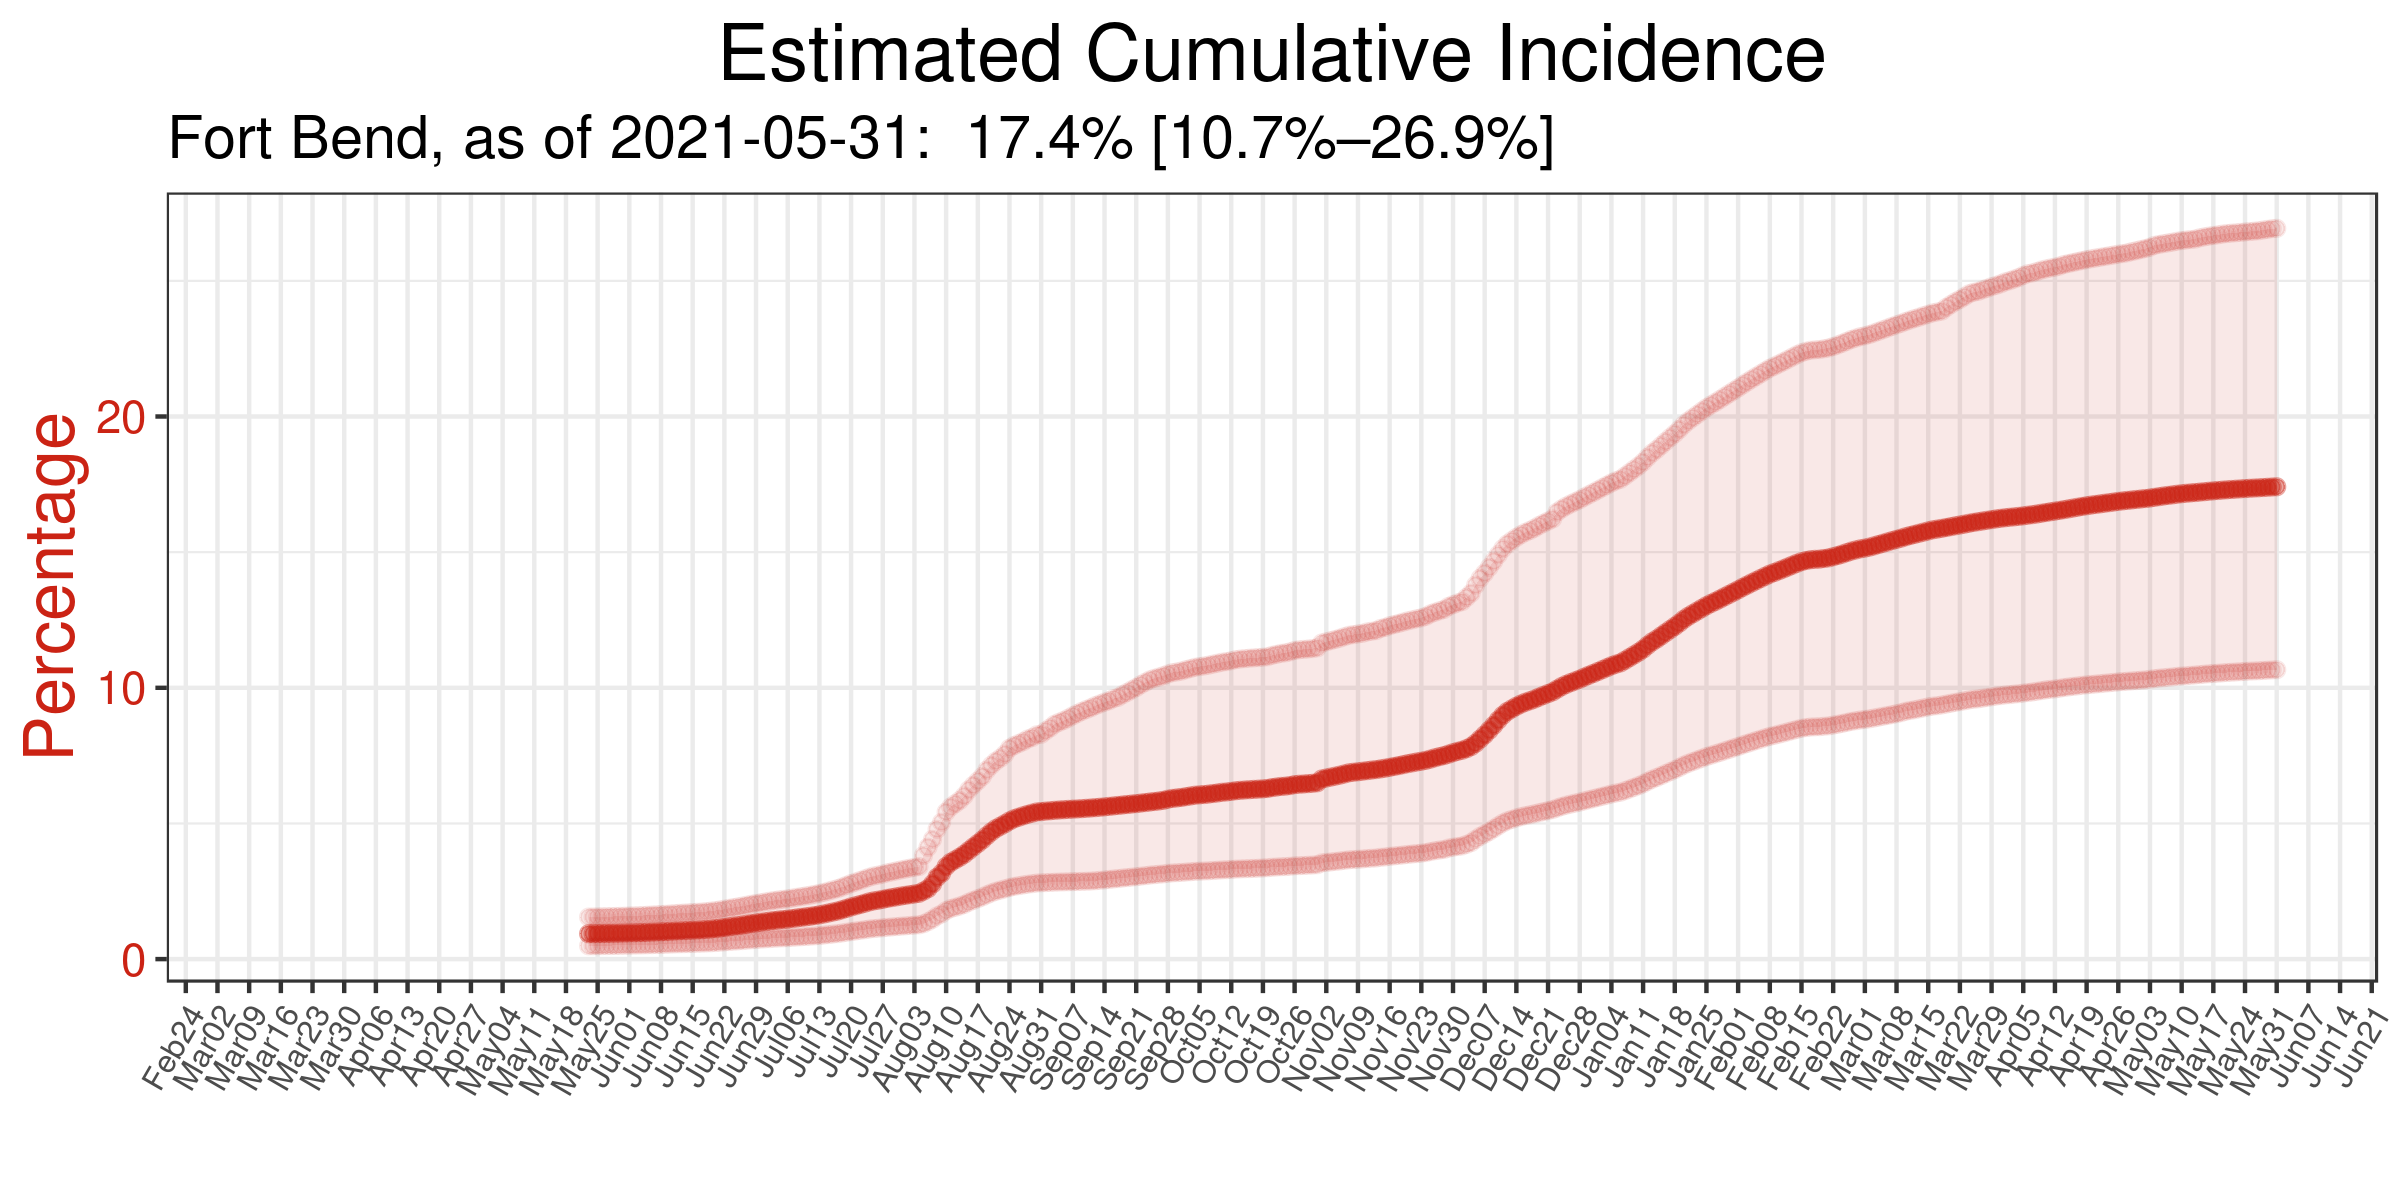 Estimated Cumulative Incidence
Fort Bend, as of 2021-05-31:  17.4% [10.7%–26.9%]
Percentage
20
10
0
Feb24
Mar02
Mar09
Mar16
Mar23
Mar30
Apr06
Apr13
Apr20
Apr27
May04
May11
May18
May25
Jun01
Jun08
Jun15
Jun22
Jun29
Jul06
Jul13
Jul20
Jul27
Aug03
Aug10
Aug17
Aug24
Aug31
Sep07
Sep14
Sep21
Sep28
Oct05
Oct12
Oct19
Oct26
Nov02
Nov09
Nov16
Nov23
Nov30
Dec07
Dec14
Dec21
Dec28
Jan04
Jan11
Jan18
Jan25
Feb01
Feb08
Feb15
Feb22
Mar01
Mar08
Mar15
Mar22
Mar29
Apr05
Apr12
Apr19
Apr26
May03
May10
May17
May24
May31
Jun07
Jun14
Jun21